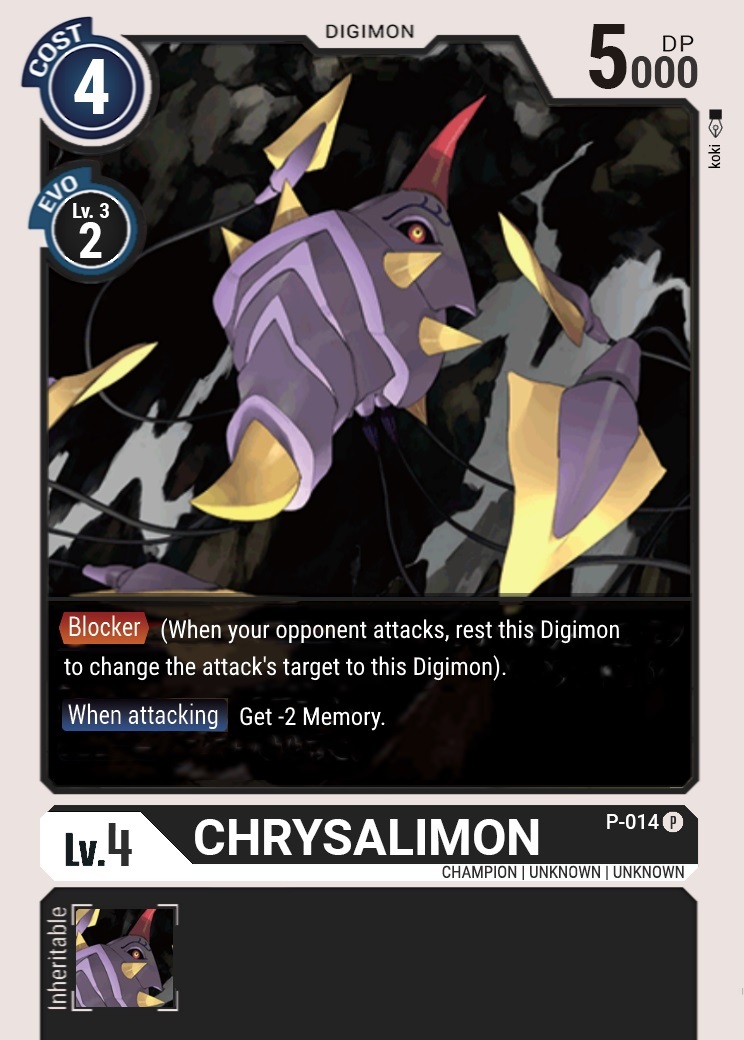 COST
4
DIGIMON
5000
DP
koki
EVO
Lv. 3
2
Blocker (When your opponent attacks, rest this Digimon
to change the attack's target to this Digimon).
When attacking Get -2 Memory.
Lv.4
CHRYSALIMON
P-014 P
CHAMPION | UNKNOWN | UNKNOWN
Inheritable